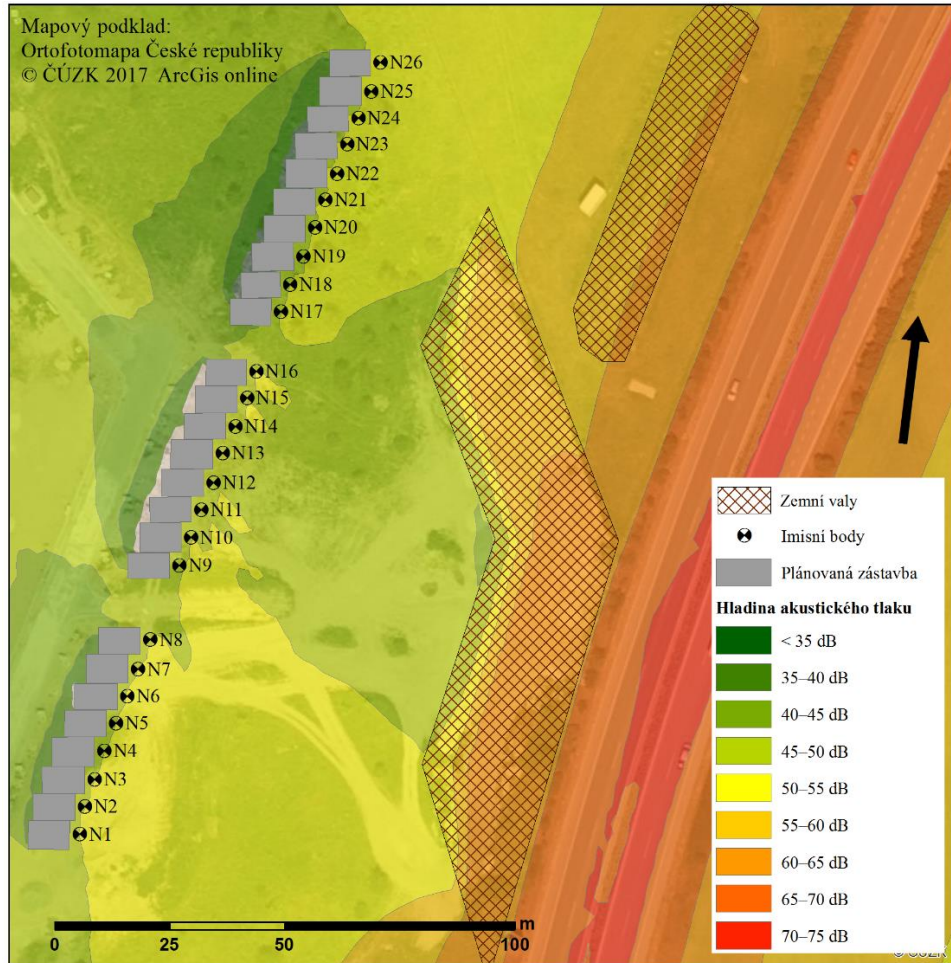 Mapový podklad:
Ortofotomapa České republiky
© ČÚZK 2017  ArcGis online
N26
N25
N24
N23
N22
N21
N20
N19
N18
N17
N16
N15
N14
N13
N12
N11
N10
N9
N8
N7
N6
N5
N4
N3
N2
N1
Zemní valy
Imisní body
Plánovaná zástavba
Hladina akustického tlaku
< 35 dB
35–40 dB
40–45 dB
45–50 dB
50–55 dB
55–60 dB
60–65 dB
65–70 dB
70–75 dB
m
0 25 50 100
© ČÚZK